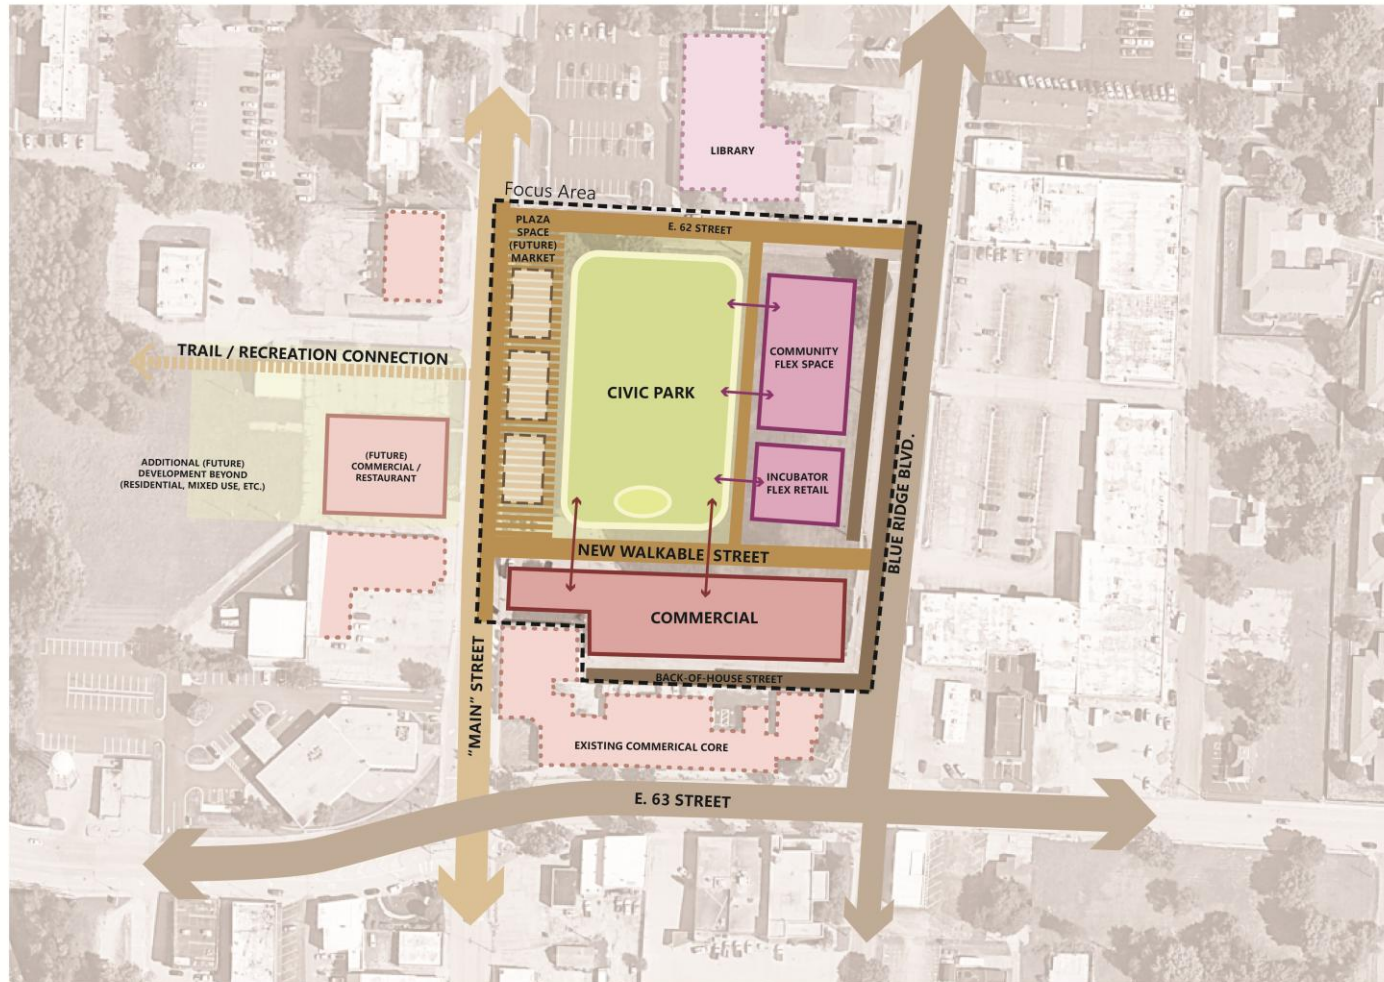 LIBRARY
Focus Area
PLAZA
SPACE
(FUTURE)
MARKET
E. 62 STREET
TRAIL / RECREATION CONNECTION
CIVIC PARK
COMMUNITY
FLEX SPACE
ADDITIONAL (FUTURE)
DEVELOPMENT BEYOND
(RESIDENTIAL, MIXED USE, ETC.)
(FUTURE)
COMMERCIAL /
RESTAURANT
INCUBATOR
FLEX RETAIL
BLUE RIDGE BLVD.
NEW WALKABLE STREET
COMMERCIAL
"MAIN" STREET
BACK-OF-HOUSE STREET
EXISTING COMMERICAL CORE
E. 63 STREET